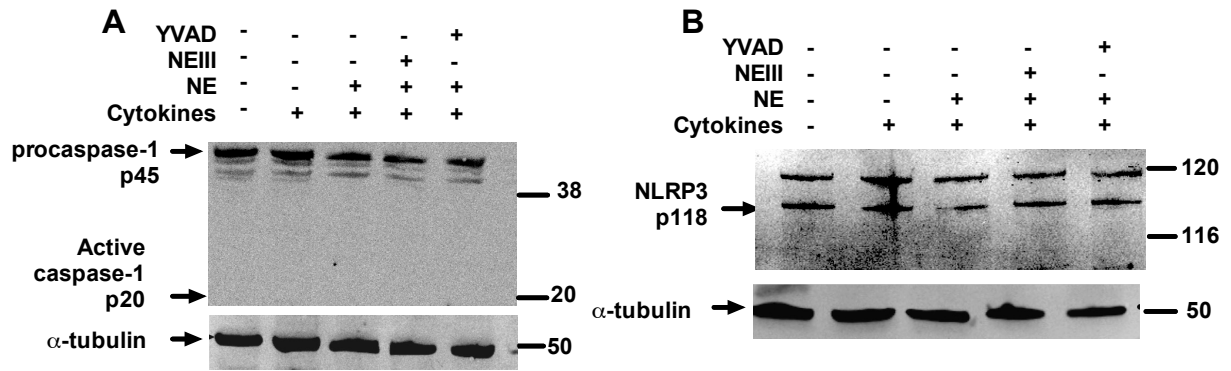 A
YVAD - - - - +
NEIII - - - + -
NE - - + + +
Cytokines - + + + +
procaspase-1
p45
38
Active
caspase-1
p20
20
α-tubulin
50
B
YVAD - - - - +
NEIII - - - + -
NE - - + + +
Cytokines - + + + +
NLRP3
p118
120
116
α-tubulin
50